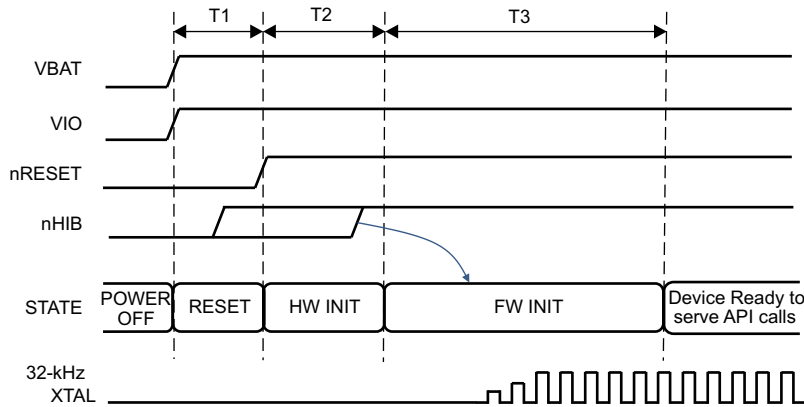 T1 T2 T3
VBAT
VIO
nRESET
nHIB
STATE
POWER
OFF
RESET
HW INIT
FW INIT
Device Ready to
serve API calls
32-kHz
XTAL